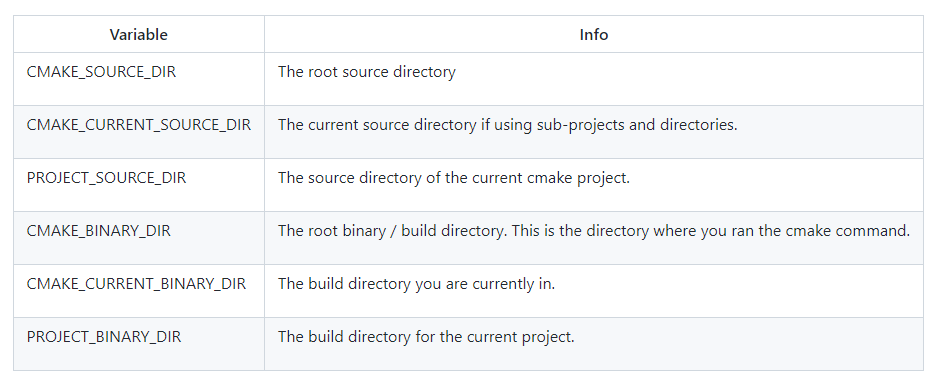 Variable Info
CMAKE_SOURCE_DIR The root source directory
CMAKE_CURRENT_SOURCE_DIR The current source directory if using sub-projects and directories.
PROJECT_SOURCE_DIR The source directory of the current cmake project.
CMAKE_BINARY_DIR The root binary / build directory. This is the directory where you ran the cmake command.
CMAKE_CURRENT_BINARY_DIR The build directory you are currently in.
PROJECT_BINARY_DIR The build directory for the current project.